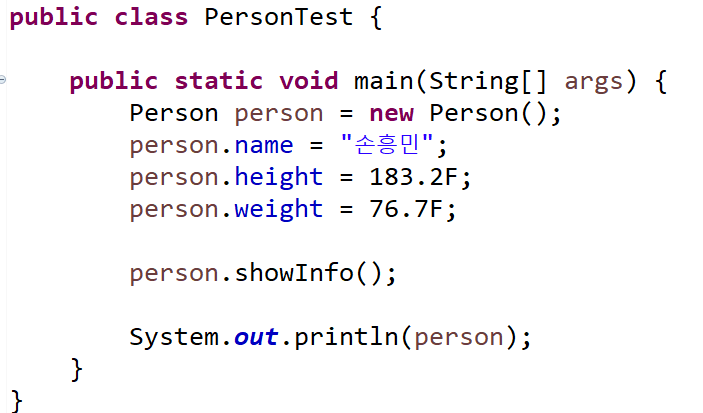 public class PersonTest {
public static void main(String[] args) {
Person person = new Person();
person.name = "손흥민";
person.height = 183.2F;
person.weight = 76.7F;
person.showInfo();
System.out.println(person);
}
}